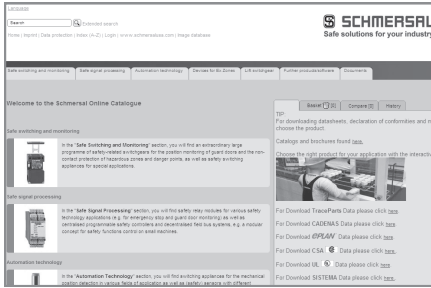 Language
Search
Extended search
SCHMERSAL
Safe solutions for your industry
Home / Imprint / Data protection / Index (A-Z) / Login / www.schmersal.com / Image database
Safe switching and monitoring
Safe signal processing
Automation technology
Devices for Ex Zones
Lift switchgear
Further products/software
Documents
Welcome to the Schmersal Online Catalogue
Safe switching and monitoring
In the "Safe Switching and Monitoring" section, you will find an extraordinary large
programme of safety-related switchgears for the position monitoring of guard doors and the non-
contact protection of hazardous zones and danger points, as well as safety switching
appliances for special applications.
Safe signal processing
In the "Safe Signal Processing" section, you will find safety relay modules for various safety
technology applications (e.g. for emergency stop and guard door monitoring) as well as
centralised programmable safety controllers and decentralised field bus systems, e.g. a modular
concept for safety functions control on small machines.
Automation technology
In the "Automation Technology" section, you will find switching appliances for the mechanical
position detection in various fields of application as well as (safety) sensors with different
Basket [0]
Compare [0]
History
TIP:
For downloading datasheets, declaration of conformities and m
choose the product.
Catalogs and brochures found here.
Choose the right product for your application with the interactiv
For Download TraceParts Data please click here
For Download CADENAS Data please click here.
For Download ePLAN Data please click here.
For Download CSA Data please click here.
For Download UL Data please click here.
For Download SISTEMA Data please click here.